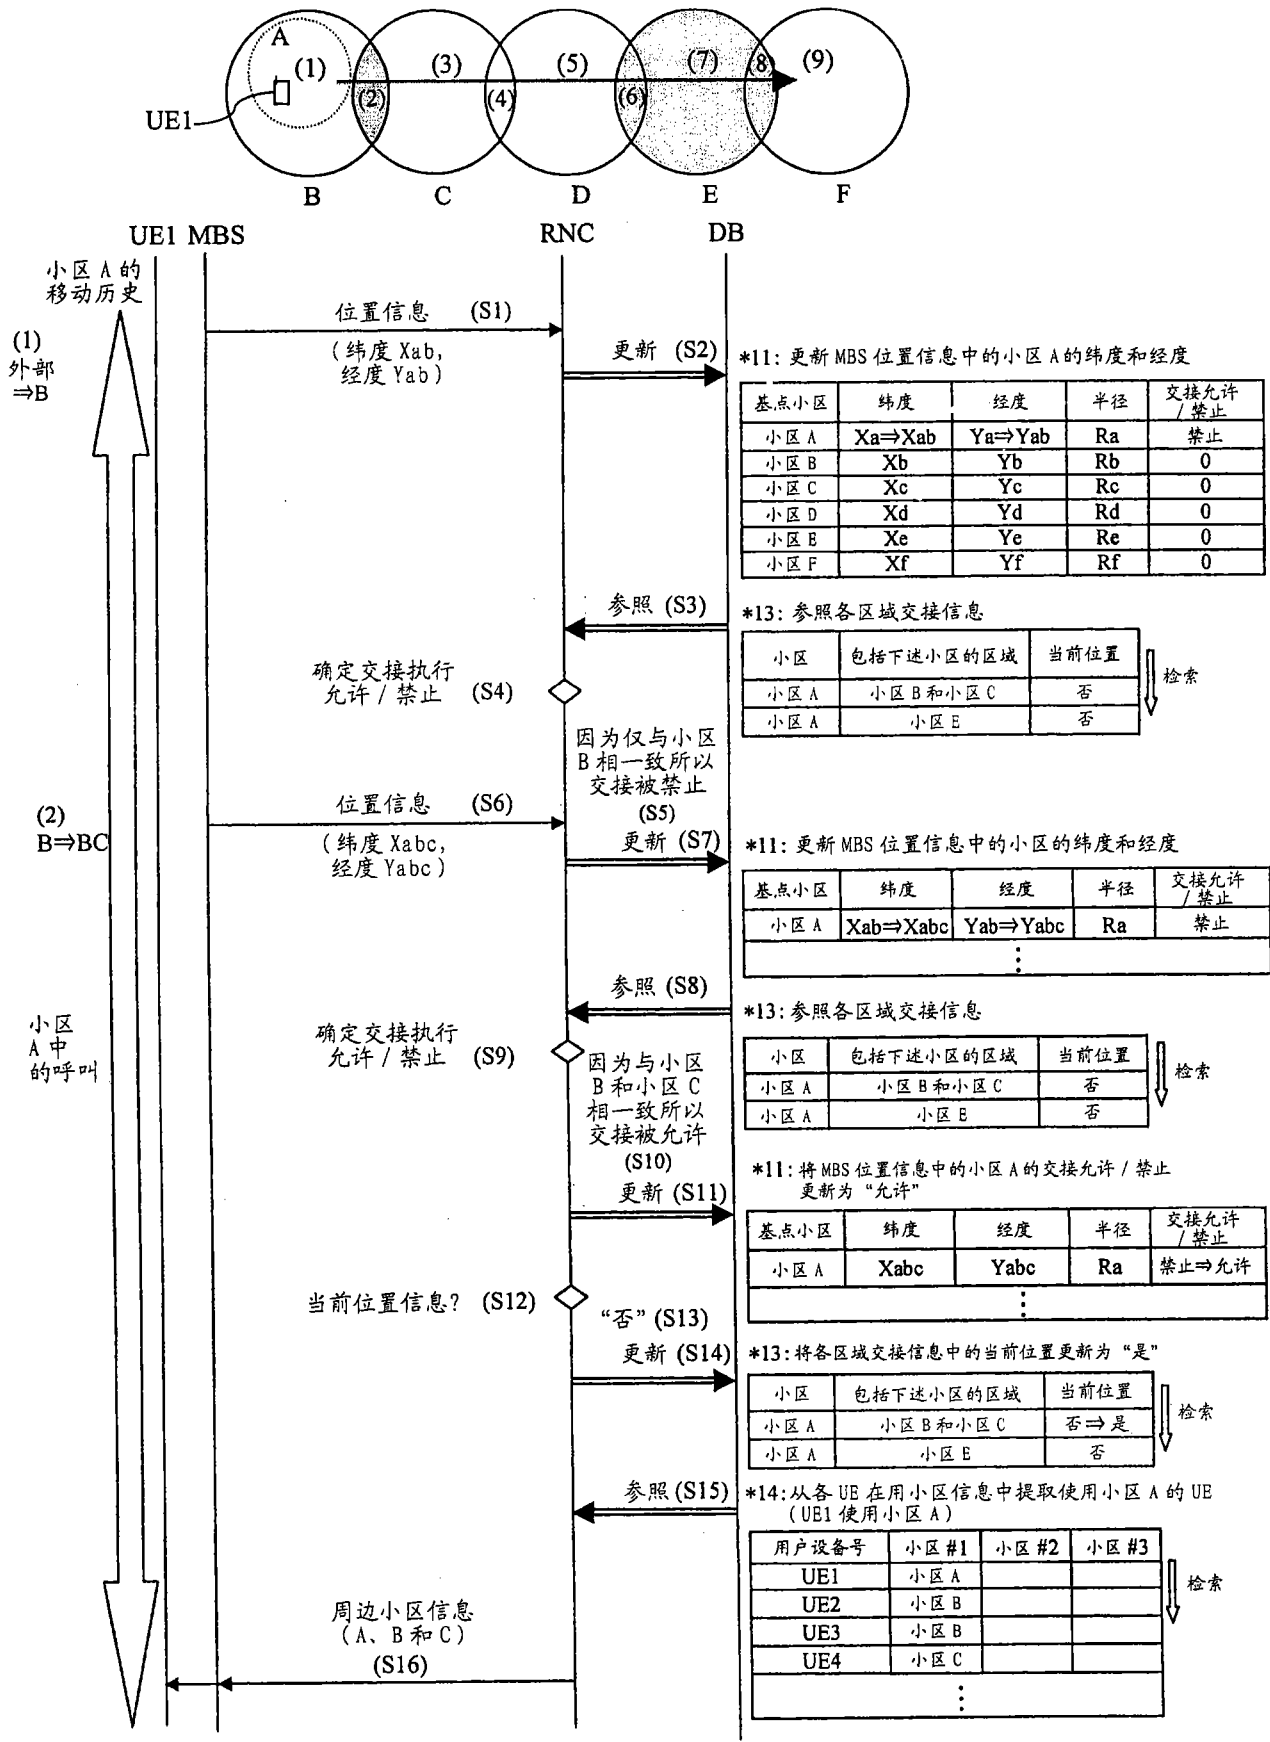 A
(1)
(2)
(3)
(4)
(5)
(6)
(7)
(8)
(9)
UE1
B
C
D
E
F
UE1 MBS
RNC
DB
小区 A 的
移动历史
(1)
外部
⇒B
位置信息 (S1)
(纬度 Xab,
经度 Yab)
更新 (S2)
*11: 更新 MBS 位置信息中的小区 A 的纬度和经度
基点小区 纬度 经度 半径 交接允许
/ 禁止
小区 A Xa⇒Xab Ya⇒Yab Ra 禁止
小区 B Xb Yb Rb 0
小区 C Xc Yc Rc 0
小区 D Xd Yd Rd 0
小区 E Xe Ye Re 0
小区 F Xf Yf Rf 0
参照 (S3)
*13: 参照各区域交接信息
小区 包括下述小区的区域 当前位置
小区 A 小区 B 和小区 C 否
小区 A 小区 E 否
检索
确定交接执行
允许 / 禁止 (S4)
因为仅与小区
B 相一致所以
交接被禁止
(S5)
(2)
B⇒BC
位置信息 (S6)
(纬度 Xabc,
经度 Yabc)
更新 (S7)
*11: 更新 MBS 位置信息中的小区的纬度和经度
基点小区 纬度 经度 半径 交接允许
/ 禁止
小区 A Xab⇒Xabc Yab⇒Yabc Ra 禁止
⋮
参照 (S8)
*13: 参照各区域交接信息
小区 包括下述小区的区域 当前位置
小区 A 小区 B 和小区 C 否
小区 A 小区 E 否
检索
小区
A 中
的呼叫
确定交接执行
允许 / 禁止 (S9)
因为与小区
B 和小区 C
相一致所以
交接被允许
(S10)
更新 (S11)
*11: 将 MBS 位置信息中的小区 A 的交接允许 / 禁止
更新为 “允许”
基点小区 纬度 经度 半径 交接允许
/ 禁止
小区 A Xabc Yabc Ra 禁止⇒允许
⋮
当前位置信息? (S12)
“否” (S13)
更新 (S14)
*13: 将各区域交接信息中的当前位置更新为 “是”
小区 包括下述小区的区域 当前位置
小区 A 小区 B 和小区 C 否⇒是
小区 A 小区 E 否
检索
参照 (S15)
*14: 从各 UE 在用小区信息中提取使用小区 A 的 UE
(UE1 使用小区 A)
用户设备号 小区 #1 小区 #2 小区 #3
UE1 小区 A
UE2 小区 B
UE3 小区 B
UE4 小区 C
⋮
检索
周边小区信息
(A、B 和 C)
(S16)